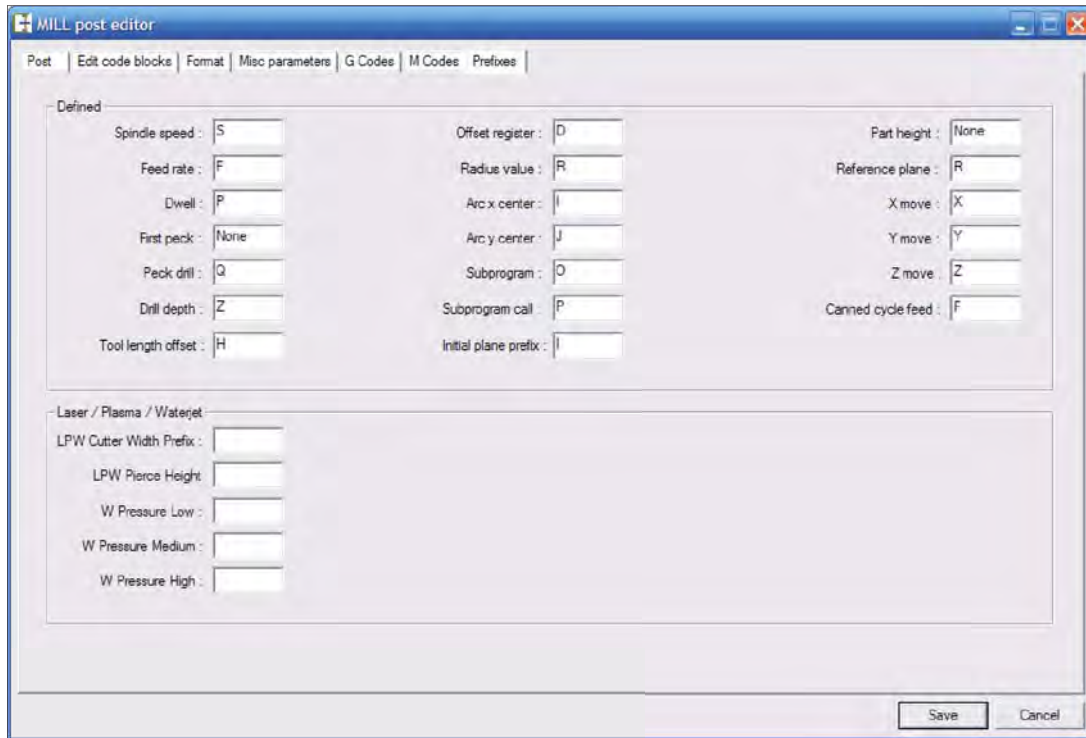 MILL post editor
Post Edit code blocks Format Misc parameters G Codes M Codes Prefixes
Defined
Spindle speed : S Offset register : D Part height : None
Feed rate : F Radius value : R Reference plane : R
Dwell : P Arc x center : I X move : X
First peck : None Arc y center : J Y move : Y
Peck drill : Q Subprogram : O Z move : Z
Drill depth : Z Subprogram call : P Canned cycle feed : F
Tool length offset : H Initial plane prefix : I
Laser / Plasma / Waterjet
LPW Cutter Width Prefix :
LPW Pierce Height
W Pressure Low :
W Pressure Medium :
W Pressure High :
Save Cancel